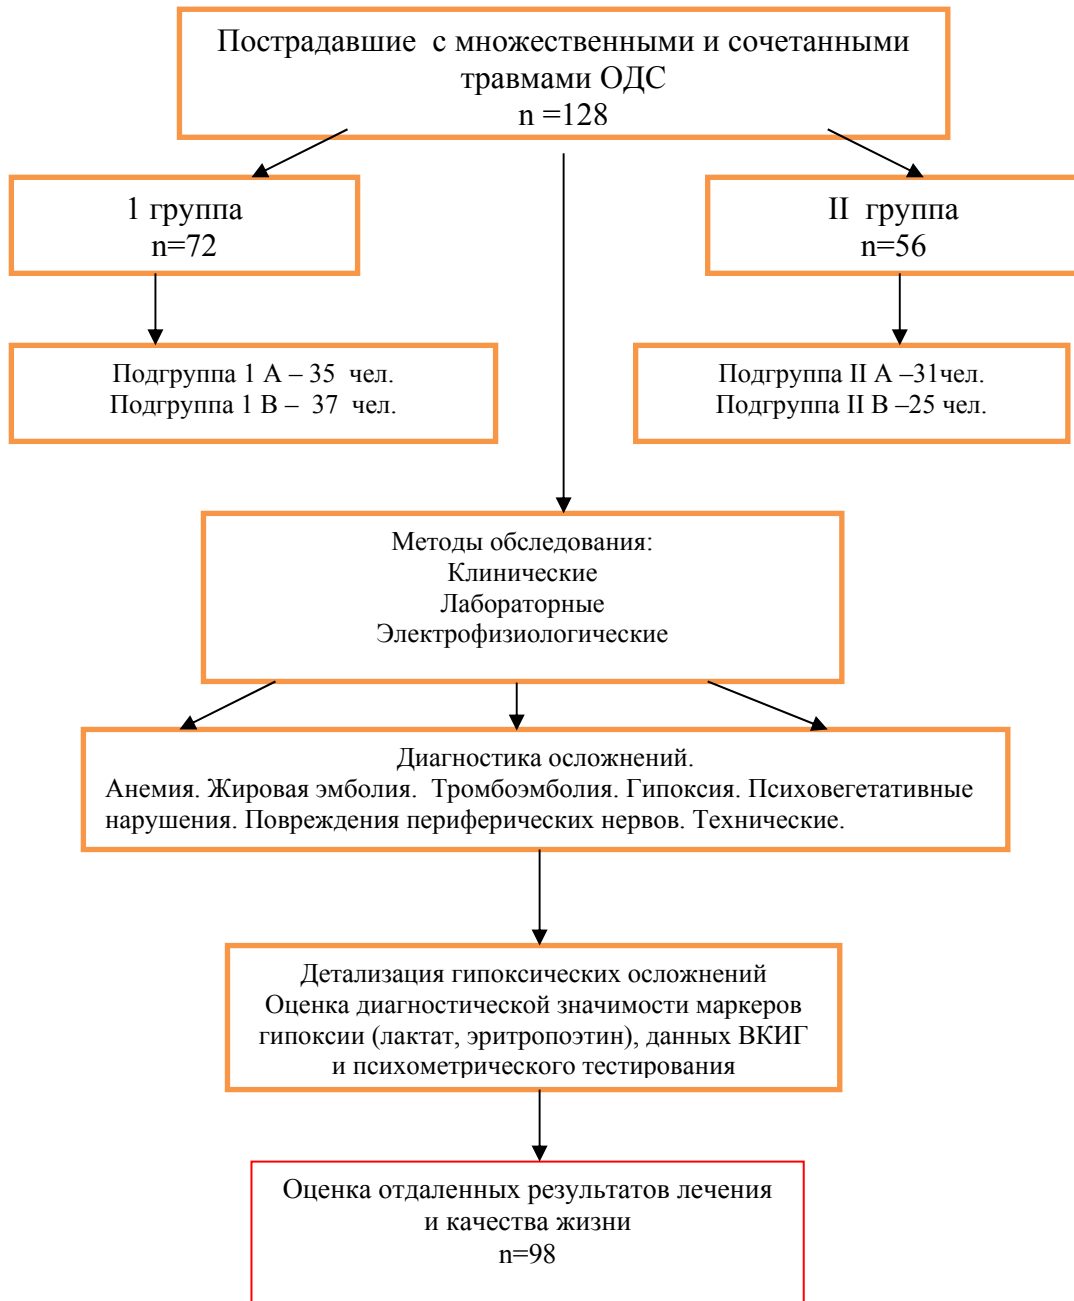 Пострадавшие с множественными и сочетанными
травмами ОДС
n =128
1 группа
n=72
II группа
n=56
Подгруппа 1 А – 35 чел.
Подгруппа 1 В – 37 чел.
Подгруппа II А –31чел.
Подгруппа II В –25 чел.
Методы обследования:
Клинические
Лабораторные
Электрофизиологические
Диагностика осложнений.
Анемия. Жировая эмболия. Тромбоэмболия. Гипоксия. Психовегетативные
нарушения. Повреждения периферических нервов. Технические.
Детализация гипоксических осложнений
Оценка диагностической значимости маркеров
гипоксии (лактат, эритропоэтин), данных ВКИГ
и психометрического тестирования
Оценка отдаленных результатов лечения
и качества жизни
n=98